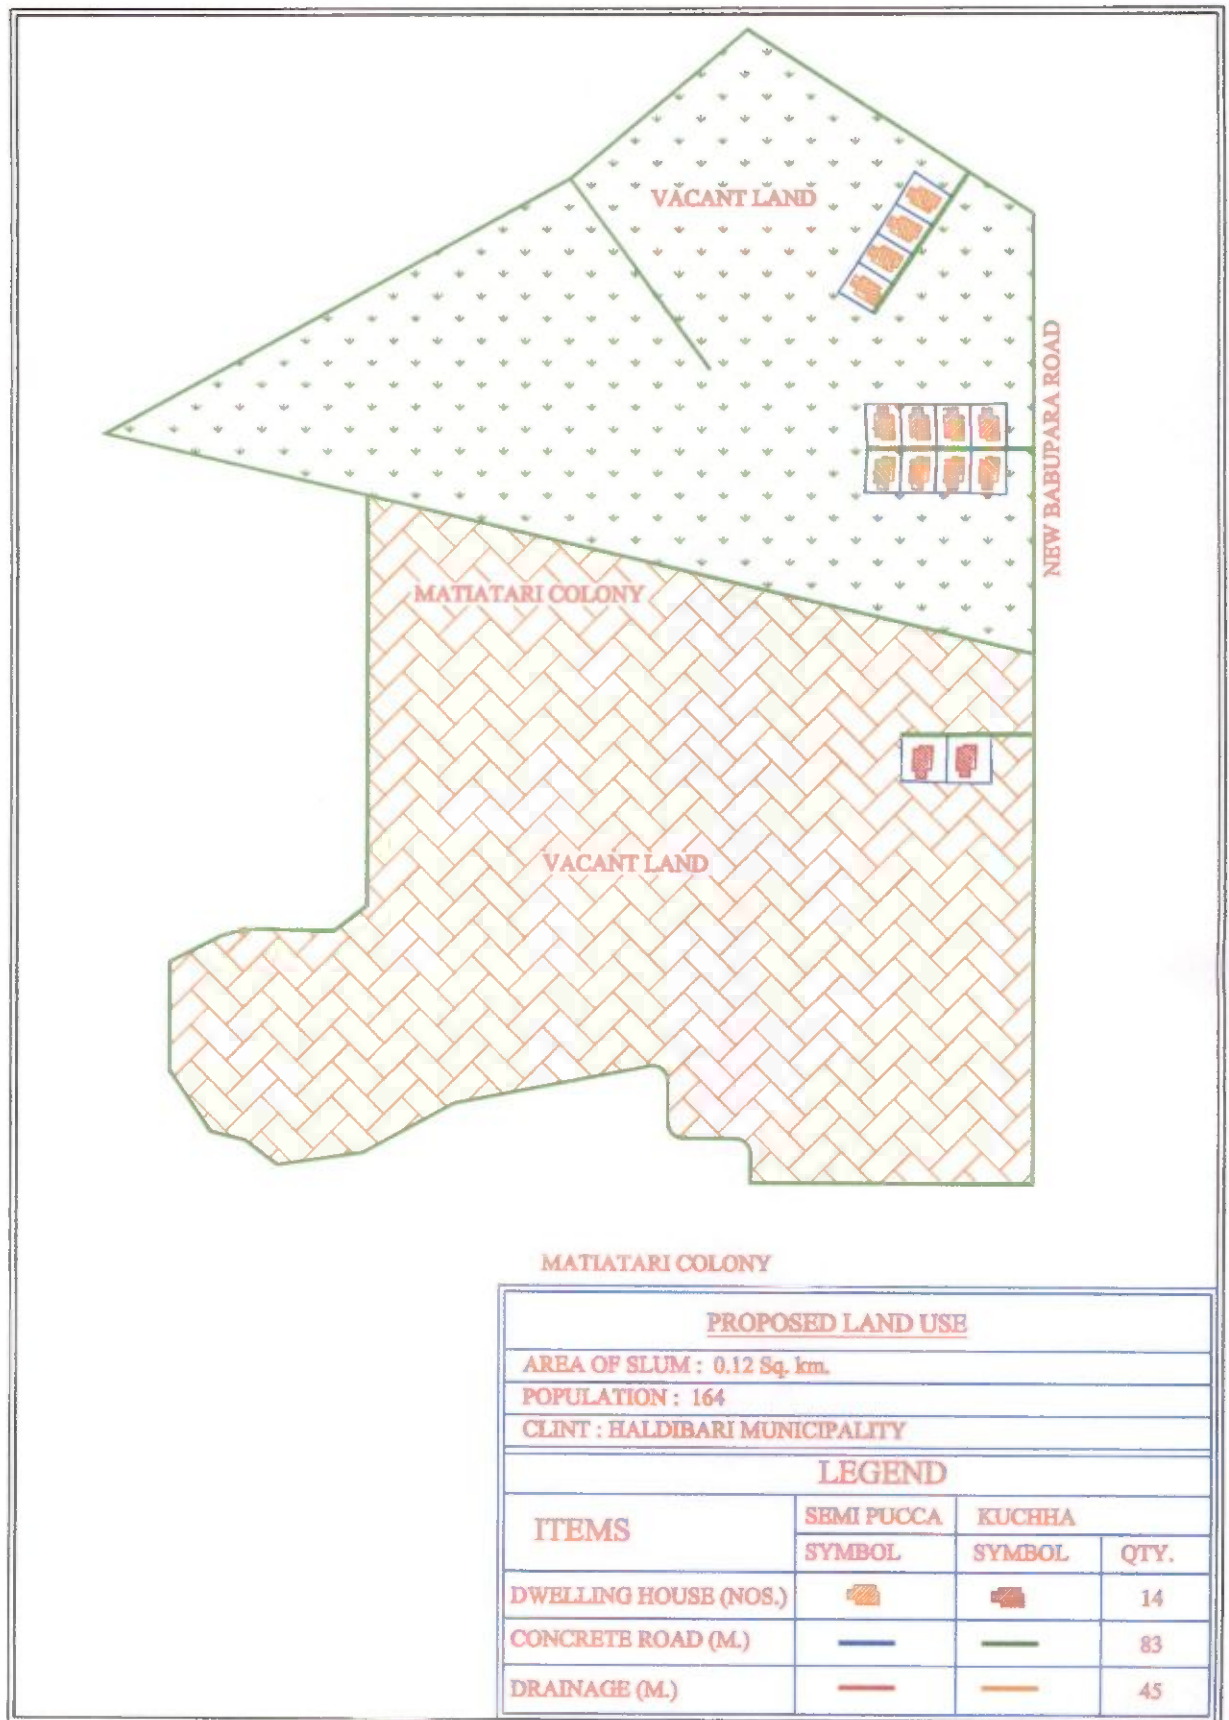 VACANT LAND
NEW BABUPARA ROAD
MATIATARI COLONY
VACANT LAND
MATIATARI COLONY
PROPOSED LAND USE
AREA OF SLUM : 0.12 Sq. km.
POPULATION : 164
CLINT : HALDIBARI MUNICIPALITY
LEGEND
ITEMS
SEMI PUCCA KUCHHA
SYMBOL SYMBOL QTY.
DWELLING HOUSE (NOS.) 14
CONCRETE ROAD (M.) 83
DRAINAGE (M.) 45